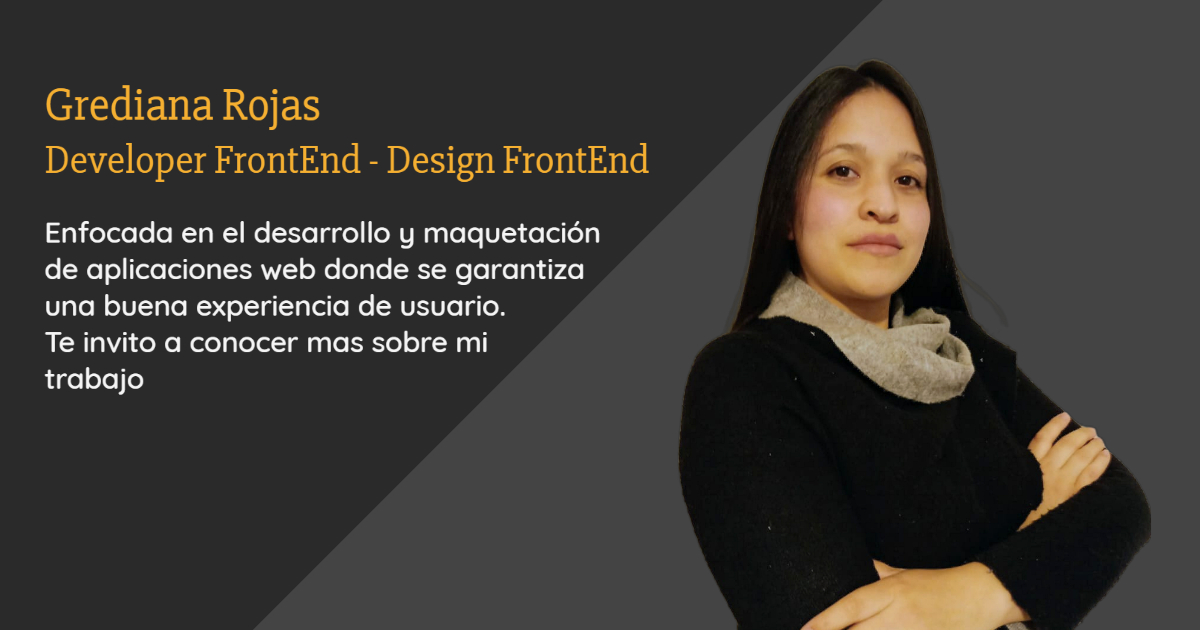 Grediana Rojas
Developer FrontEnd - Design FrontEnd
Enfocada en el desarrollo y maquetación
de aplicaciones web donde se garantiza
una buena experiencia de usuario.
Te invito a conocer mas sobre mi
trabajo